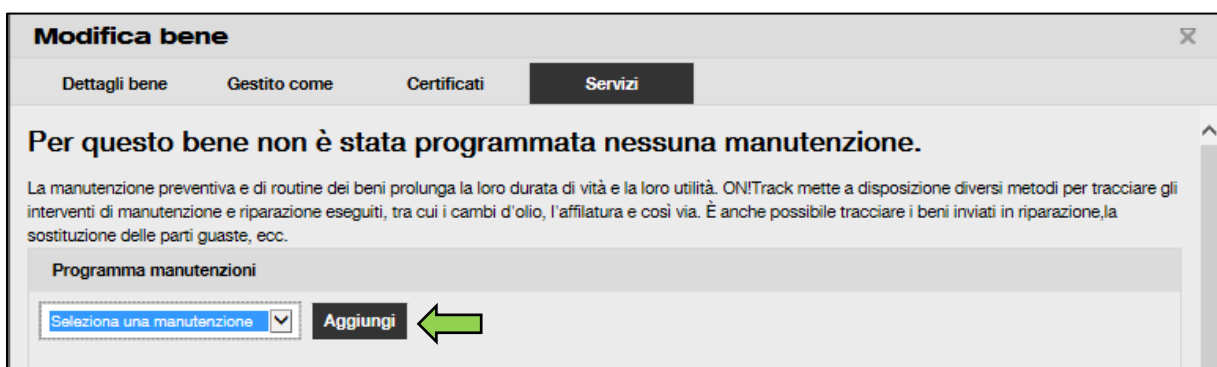 Modifica bene
Dettagli bene Gestito come Certificati Servizi
Per questo bene non è stata programmata nessuna manutenzione.
La manutenzione preventiva e di routine dei beni prolunga la loro durata di vità e la loro utilità. ON!Track mette a disposizione diversi metodi per tracciare gli
interventi di manutenzione e riparazione eseguiti, tra cui i cambi d'olio, l'affilatura e così via. È anche possibile tracciare i beni inviati in riparazione,la
sostituzione delle parti guaste, ecc.
Programma manutenzioni
Seleziona una manutenzione Aggiungi